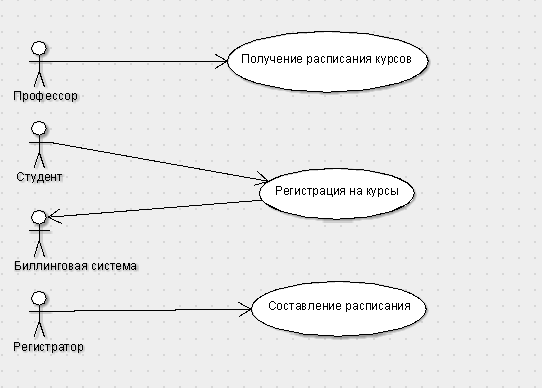 Получение расписания курсов
Профессор
Студент
Регистрация на курсы
Биллинговая система
Составление расписания
Регистратор